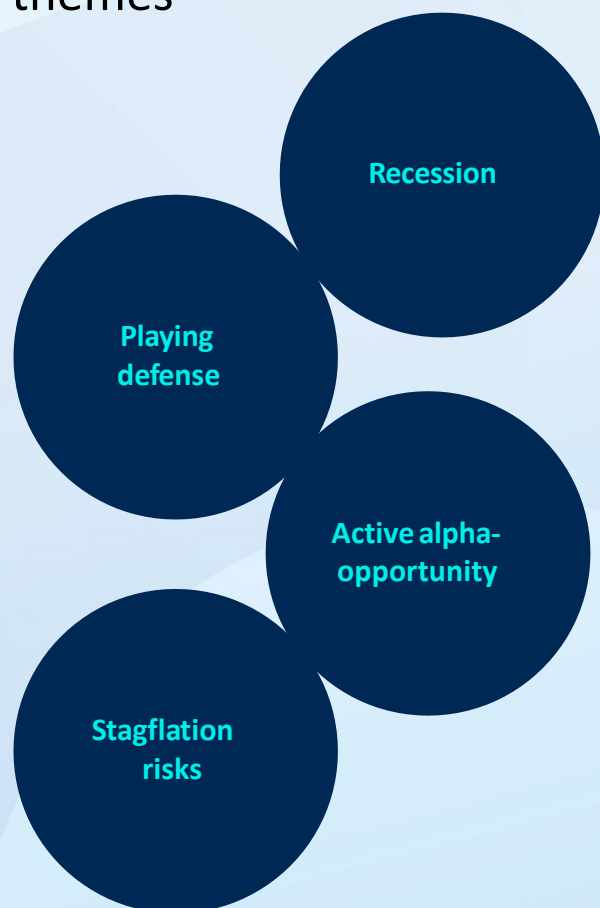 themes
Recession
Playing
defense
Active alpha-
opportunity
Stagflation
risks